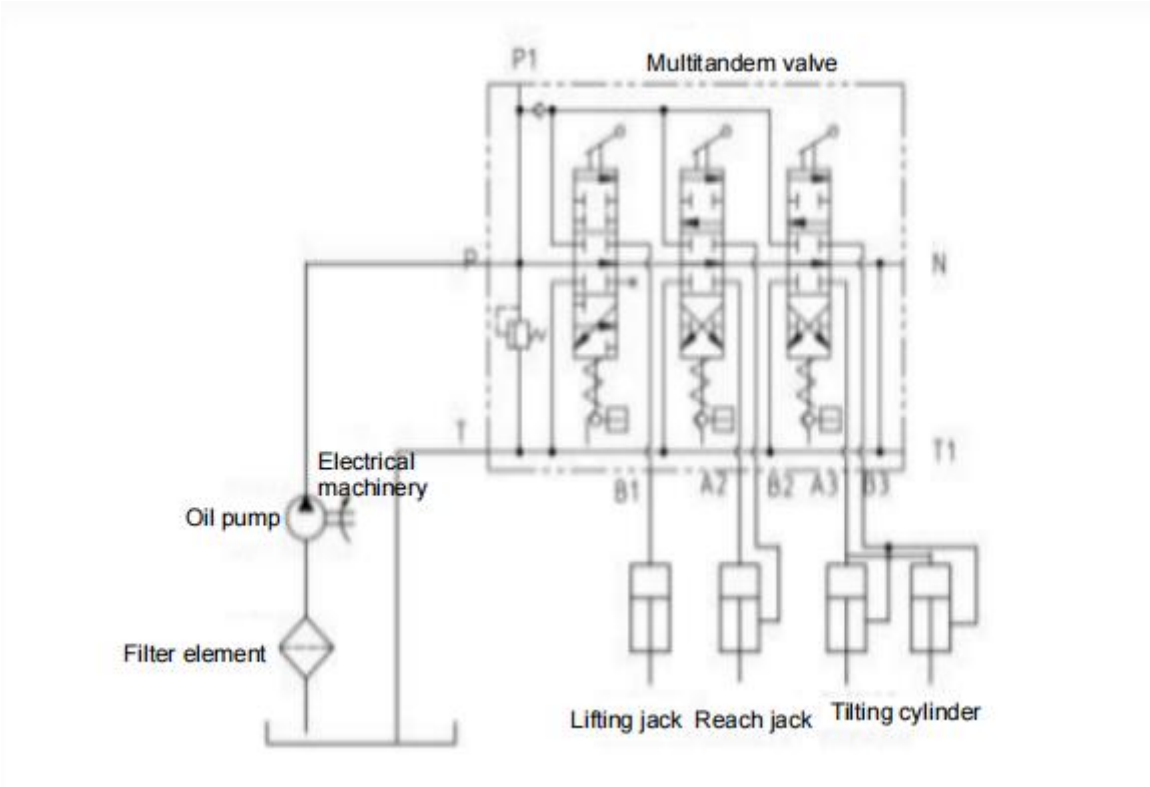 P1
Multitandem valve
P
N
T
T1
Electrical
machinery
B1
A2
B2
A3
B3
Oil pump
Filter element
Lifting jack
Reach jack
Tilting cylinder